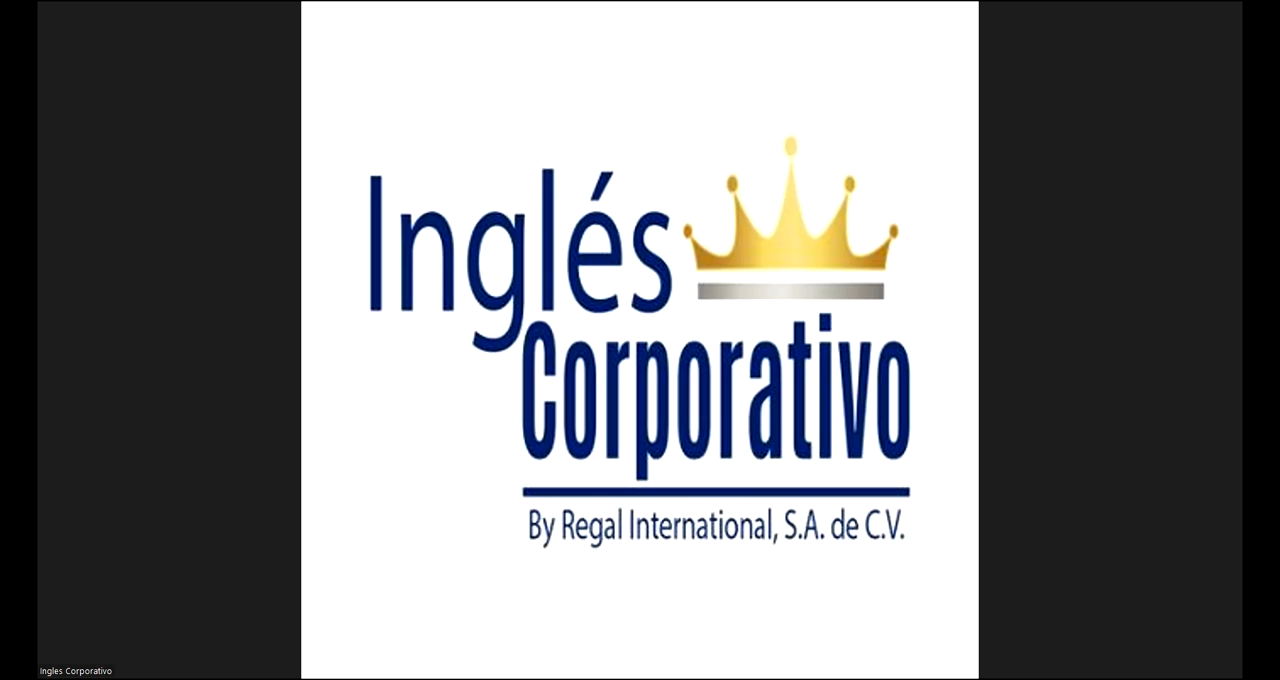 Inglés
Corporativo
By Regal International, S.A. de C.V.
Ingles Corporativo